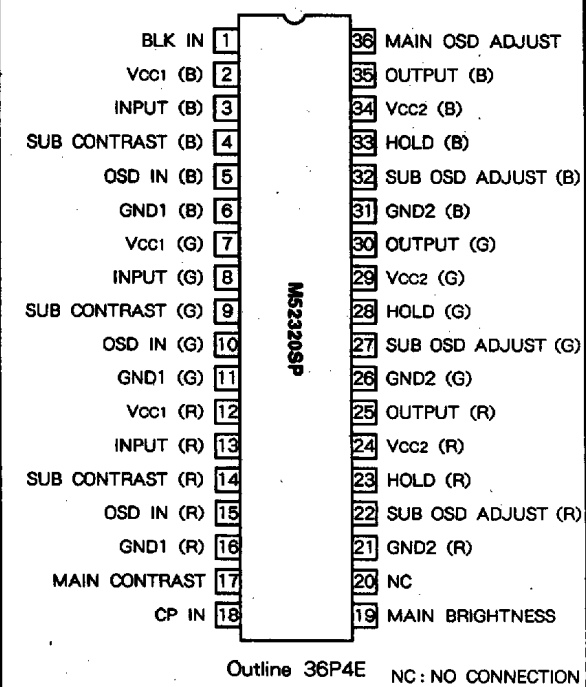 BLK IN 1 36 MAIN OSD ADJUST
Vcc1 (B) 2 35 OUTPUT (B)
INPUT (B) 3 34 Vcc2 (B)
SUB CONTRAST (B) 4 33 HOLD (B)
OSD IN (B) 5 32 SUB OSD ADJUST (B)
GND1 (B) 6 31 GND2 (B)
Vcc1 (G) 7 30 OUTPUT (G)
INPUT (G) 8 29 Vcc2 (G)
SUB CONTRAST (G) 9 28 HOLD (G)
OSD IN (G) 10 27 SUB OSD ADJUST (G)
GND1 (G) 11 26 GND2 (G)
Vcc1 (R) 12 25 OUTPUT (R)
INPUT (R) 13 24 Vcc2 (R)
SUB CONTRAST (R) 14 23 HOLD (R)
OSD IN (R) 15 22 SUB OSD ADJUST (R)
GND1 (R) 16 21 GND2 (R)
MAIN CONTRAST 17 20 NC
CP IN 18 19 MAIN BRIGHTNESS
M52320SP
Outline 36P4E NC : NO CONNECTION